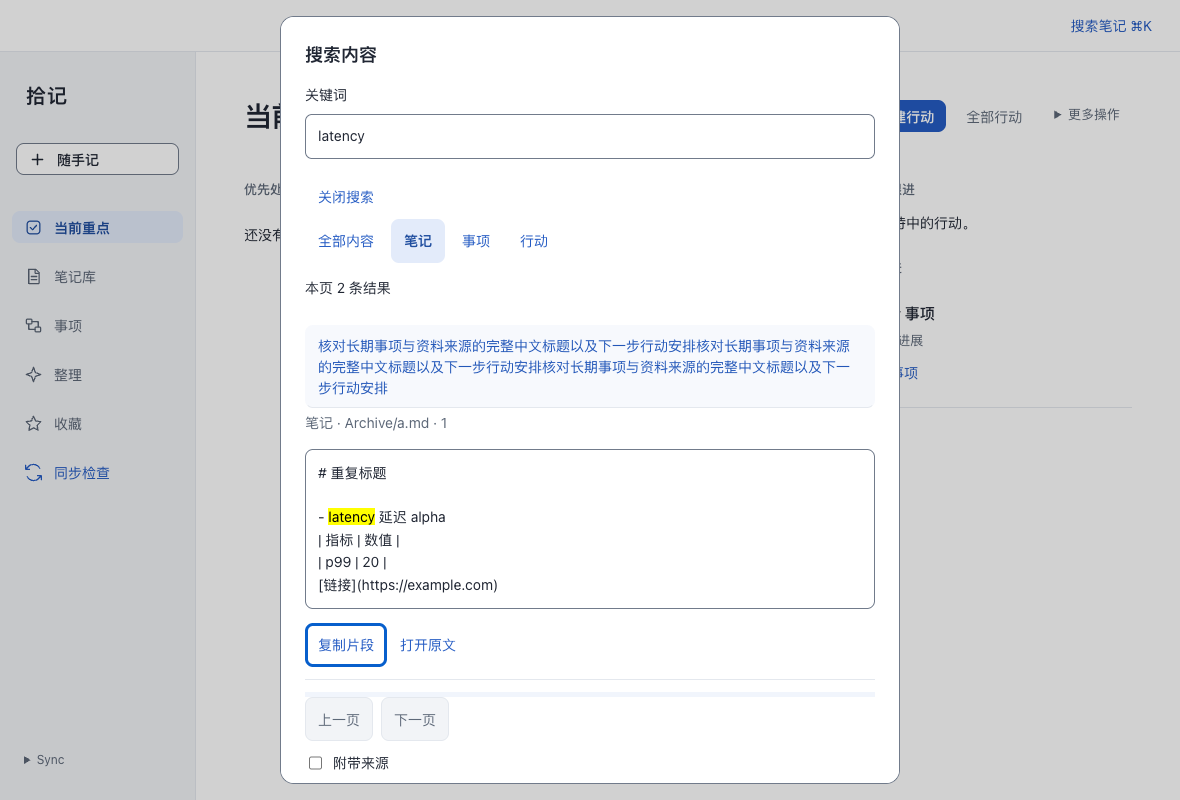 搜索笔记 ⌘K
拾记
随手记
当前重点
笔记库
事项
整理
收藏
同步检查
Sync
当
优先处
还没有
行动
全部行动
更多操作
进
中的行动。
事项
进展
项
搜索内容
关键词
latency
关闭搜索
全部内容
笔记
事项
行动
本页 2 条结果
核对长期事项与资料来源的完整中文标题以及下一步行动安排核对长期事项与资料来源
的完整中文标题以及下一步行动安排核对长期事项与资料来源的完整中文标题以及下一
步行动安排
笔记 · Archive/a.md · 1
# 重复标题
- latency 延迟 alpha
| 指标 | 数值 |
| p99 | 20 |
[链接](https://example.com)
复制片段
打开原文
上一页
下一页
附带来源